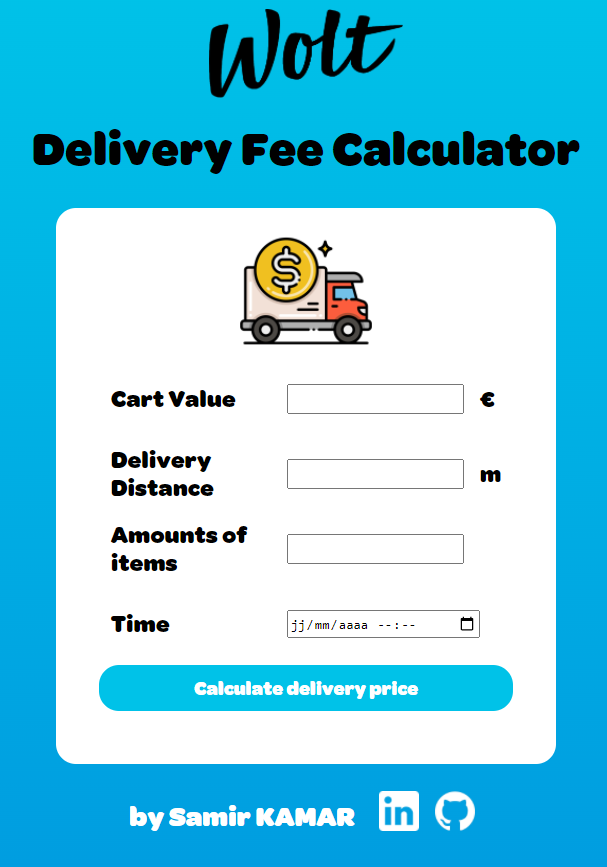 Wolt
Delivery Fee Calculator
$
Cart Value €
Delivery
Distance
m
Amounts of
items
Time jj/mm/aaaa --:--
Calculate delivery price
by Samir KAMAR in